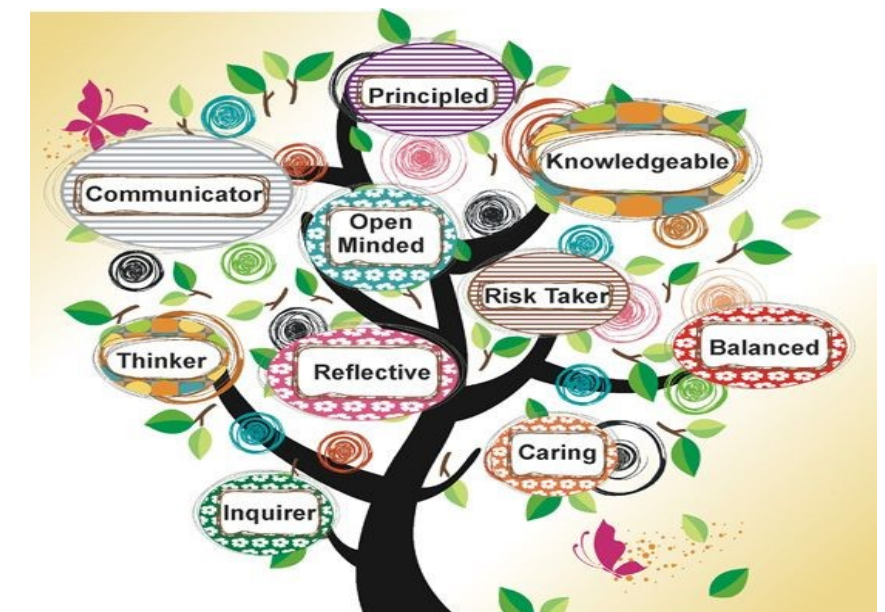 Principled
Knowledgeable
Communicator
Open
Minded
Risk Taker
Thinker
Reflective
Balanced
Caring
Inquirer